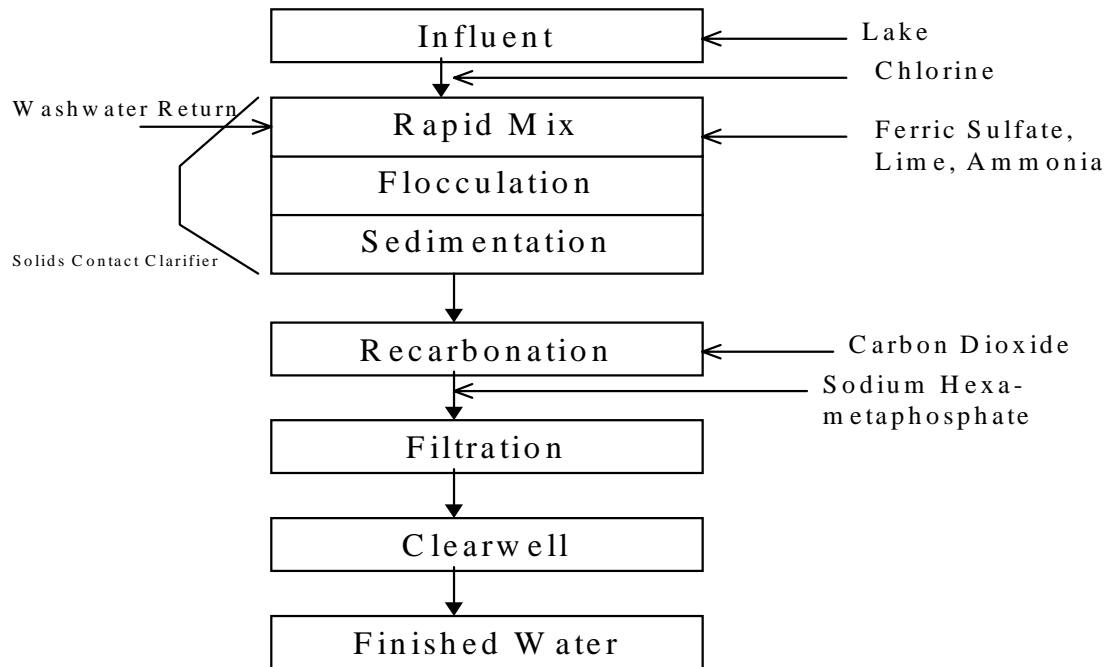 Influent
Lake
Chlorine
Washwater Return
Rapid Mix
Ferric Sulfate,
Lime, Ammonia
Flocculation
Sedimentation
Solids Contact Clarifier
Recarbonation
Carbon Dioxide
Sodium Hexa-
metaphosphate
Filtration
Clearwell
Finished Water